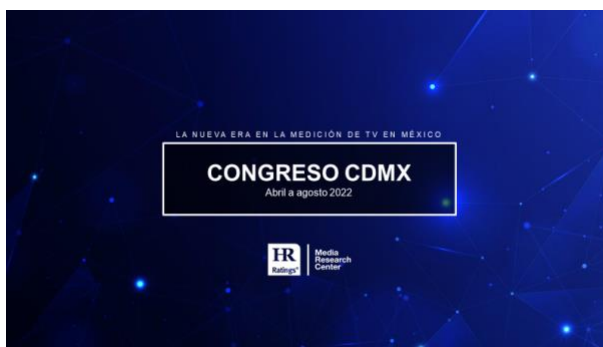 LA NUEVA ERA EN LA MEDICIÓN DE TV EN MÉXICO
CONGRESO CDMX
Abril a agosto 2022
HR
Ratings®
Media
Research
Center